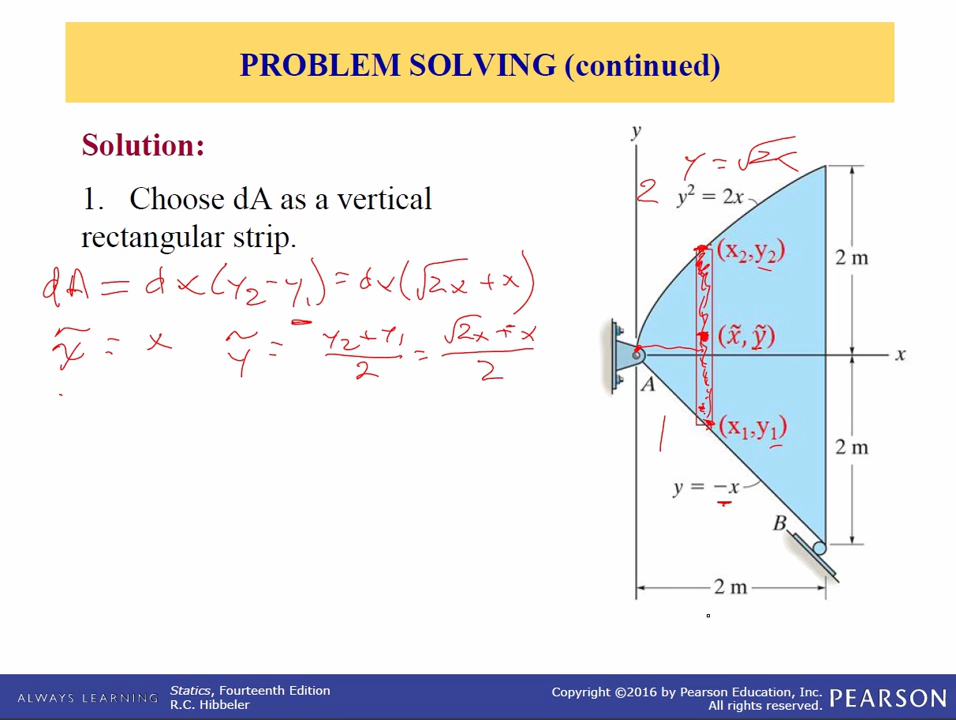 PROBLEM SOLVING (continued)
Solution:
1. Choose dA as a vertical
rectangular strip.
dA = dx(y₂ - y₁) = dx(√2x + x)
x̃ = x ỹ = y₂ + y₁ / 2 = √2x - x / 2
y
y = √2x
2
y² = 2x
(x₂,y₂)
2 m
(x̃, ỹ)
x
A
1
(x₁,y₁)
2 m
y = −x
B
2 m
ALWAYS LEARNING
Statics, Fourteenth Edition
R.C. Hibbeler
Copyright ©2016 by Pearson Education, Inc.
All rights reserved.
PEARSON